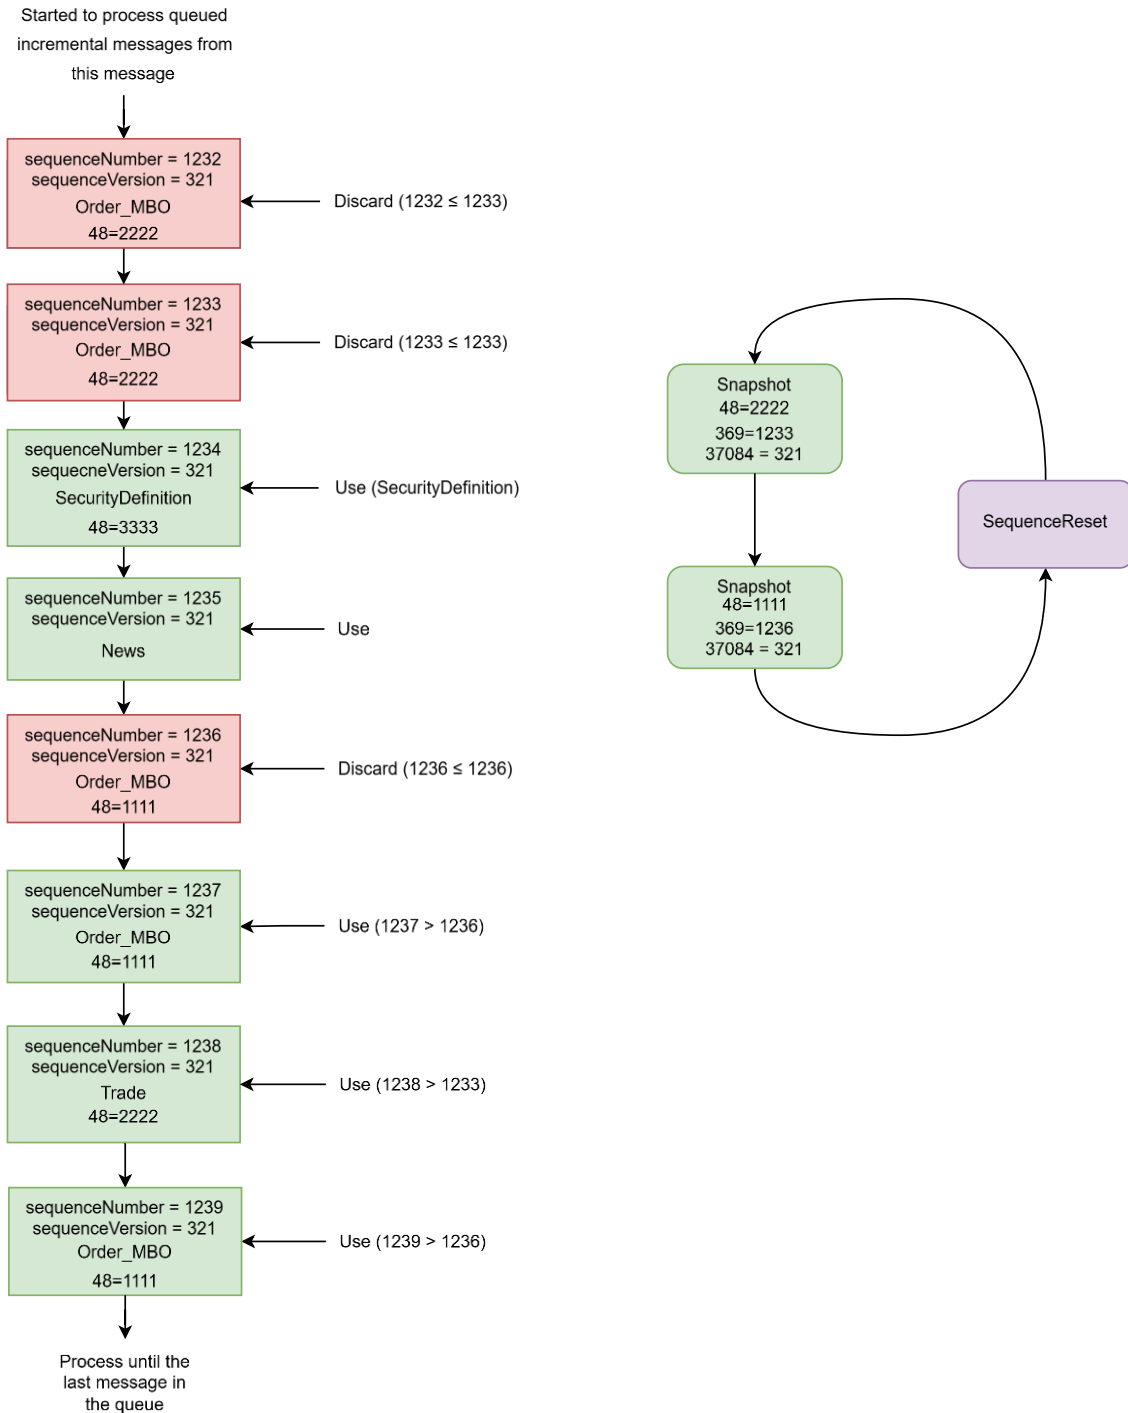 Started to process queued
incremental messages from
this message
sequenceNumber = 1232
sequenceVersion = 321
Order_MBO
48=2222
Discard (1232 ≤ 1233)
sequenceNumber = 1233
sequenceVersion = 321
Order_MBO
48=2222
Discard (1233 ≤ 1233)
sequenceNumber = 1234
sequecneVersion = 321
SecurityDefinition
48=3333
Use (SecurityDefinition)
sequenceNumber = 1235
sequenceVersion = 321
News
Use
sequenceNumber = 1236
sequenceVersion = 321
Order_MBO
48=1111
Discard (1236 ≤ 1236)
sequenceNumber = 1237
sequenceVersion = 321
Order_MBO
48=1111
Use (1237 > 1236)
sequenceNumber = 1238
sequenceVersion = 321
Trade
48=2222
Use (1238 > 1233)
sequenceNumber = 1239
sequenceVersion = 321
Order_MBO
48=1111
Use (1239 > 1236)
Process until the
last message in
the queue
Snapshot
48=2222
369=1233
37084 = 321
Snapshot
48=1111
369=1236
37084 = 321
SequenceReset